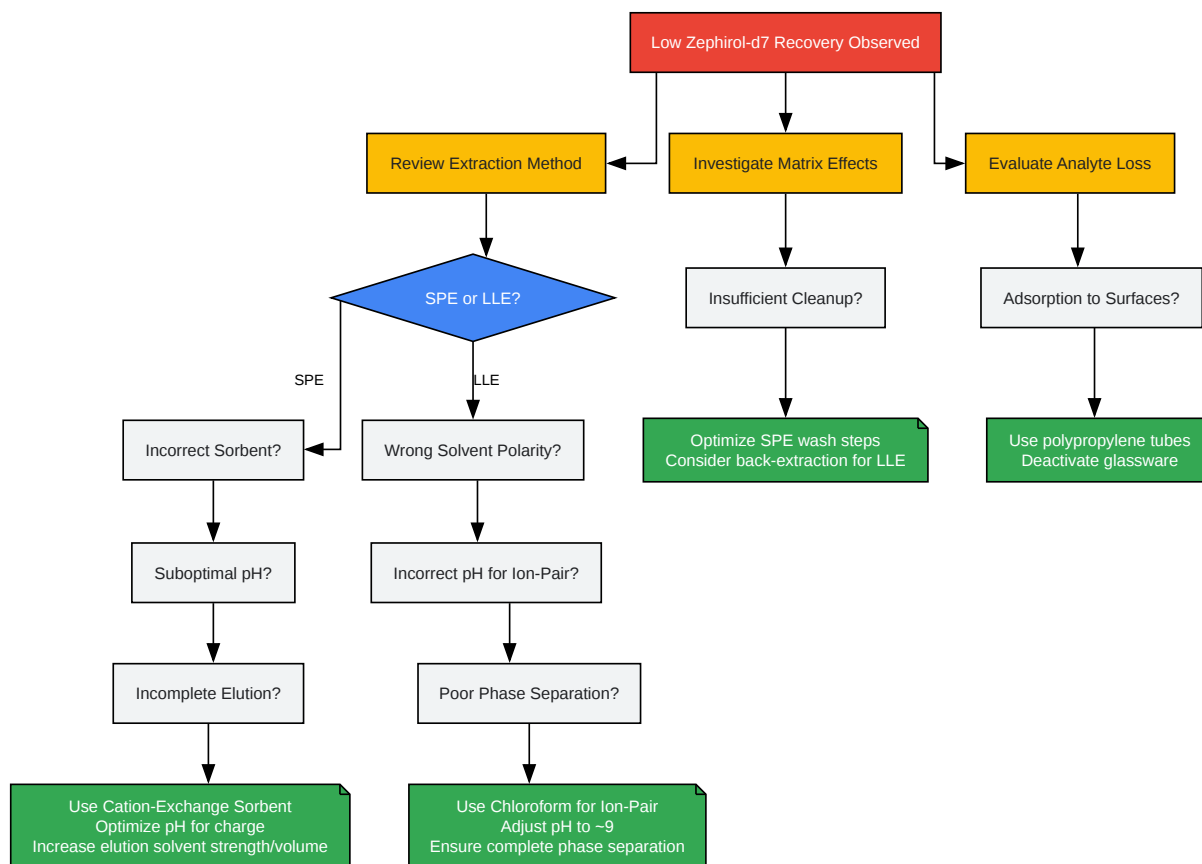 Low Zephirol-d7 Recovery Observed
Review Extraction Method
Investigate Matrix Effects
Evaluate Analyte Loss
SPE or LLE?
Insufficient Cleanup?
Adsorption to Surfaces?
SPE
LLE
Incorrect Sorbent?
Wrong Solvent Polarity?
Optimize SPE wash steps
Consider back-extraction for LLE
Use polypropylene tubes
Deactivate glassware
Suboptimal pH?
Incorrect pH for Ion-Pair?
Incomplete Elution?
Poor Phase Separation?
Use Cation-Exchange Sorbent
Optimize pH for charge
Increase elution solvent strength/volume
Use Chloroform for Ion-Pair
Adjust pH to ~9
Ensure complete phase separation